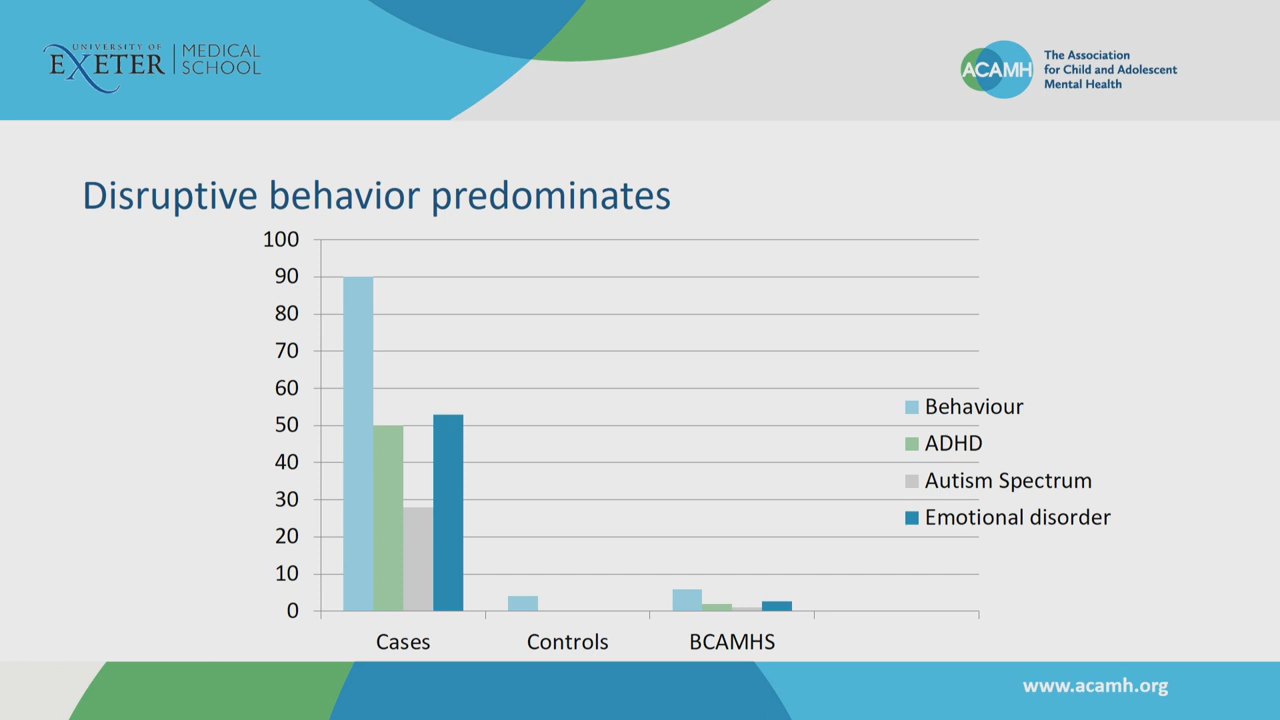 UNIVERSITY OF
EXETER
MEDICAL
SCHOOL
ACAMH
The Association
for Child and Adolescent
Mental Health
Disruptive behavior predominates
100
90
80
70
60
50
40
30
20
10
0
Cases
Controls
BCAMHS
Behaviour
ADHD
Autism Spectrum
Emotional disorder
www.acamh.org